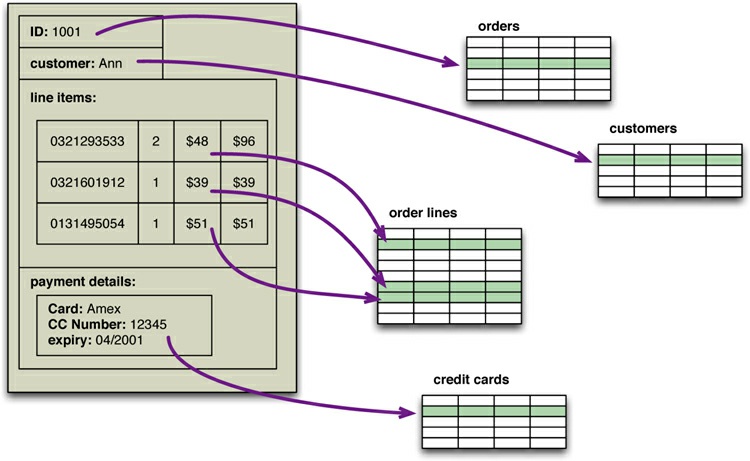 ID: 1001
customer: Ann
line items:
0321293533 2 $48 $96
0321601912 1 $39 $39
0131495054 1 $51 $51
payment details:
Card: Amex
CC Number: 12345
expiry: 04/2001
orders
customers
order lines
credit cards